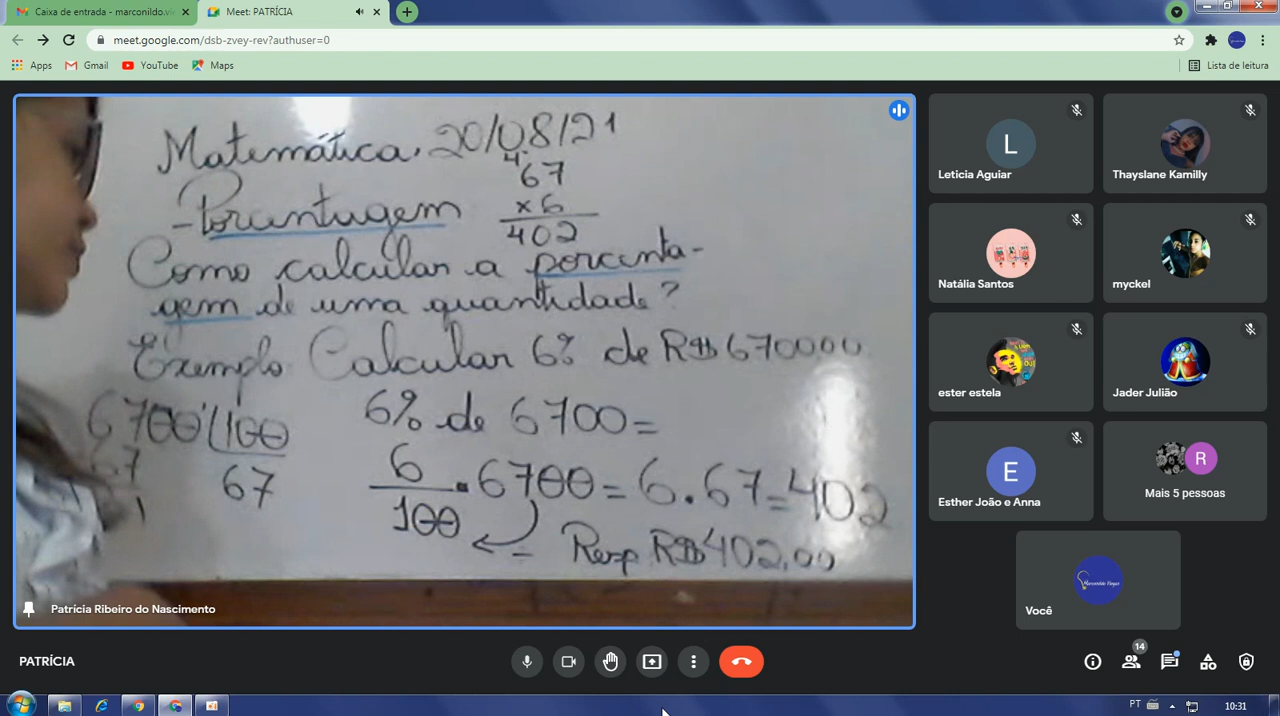 Caixa de entrada - marconildo.vie
Meet: PATRÍCIA
meet.google.com/dsb-zvey-rev?authuser=0
Apps
Gmail
YouTube
Maps
Lista de leitura
Matemática, 20/08/21
- Porcentagem
4
67
x 6
402
Como calcular a porcenta-
gem de uma quantidade?
Exemplo Calcular 6% de R$ 6700,00
6700 100
67
67
6% de 6700 =
6
100
. 6700 = 6.67 = 402
= Resp R$ 402,00
Patrícia Ribeiro do Nascimento
L
Leticia Aguiar
Thayslane Kamilly
Natália Santos
myckel
ester estela
Jader Julião
E
Esther João e Anna
R
Mais 5 pessoas
Você
PATRÍCIA
14
PT
10:31